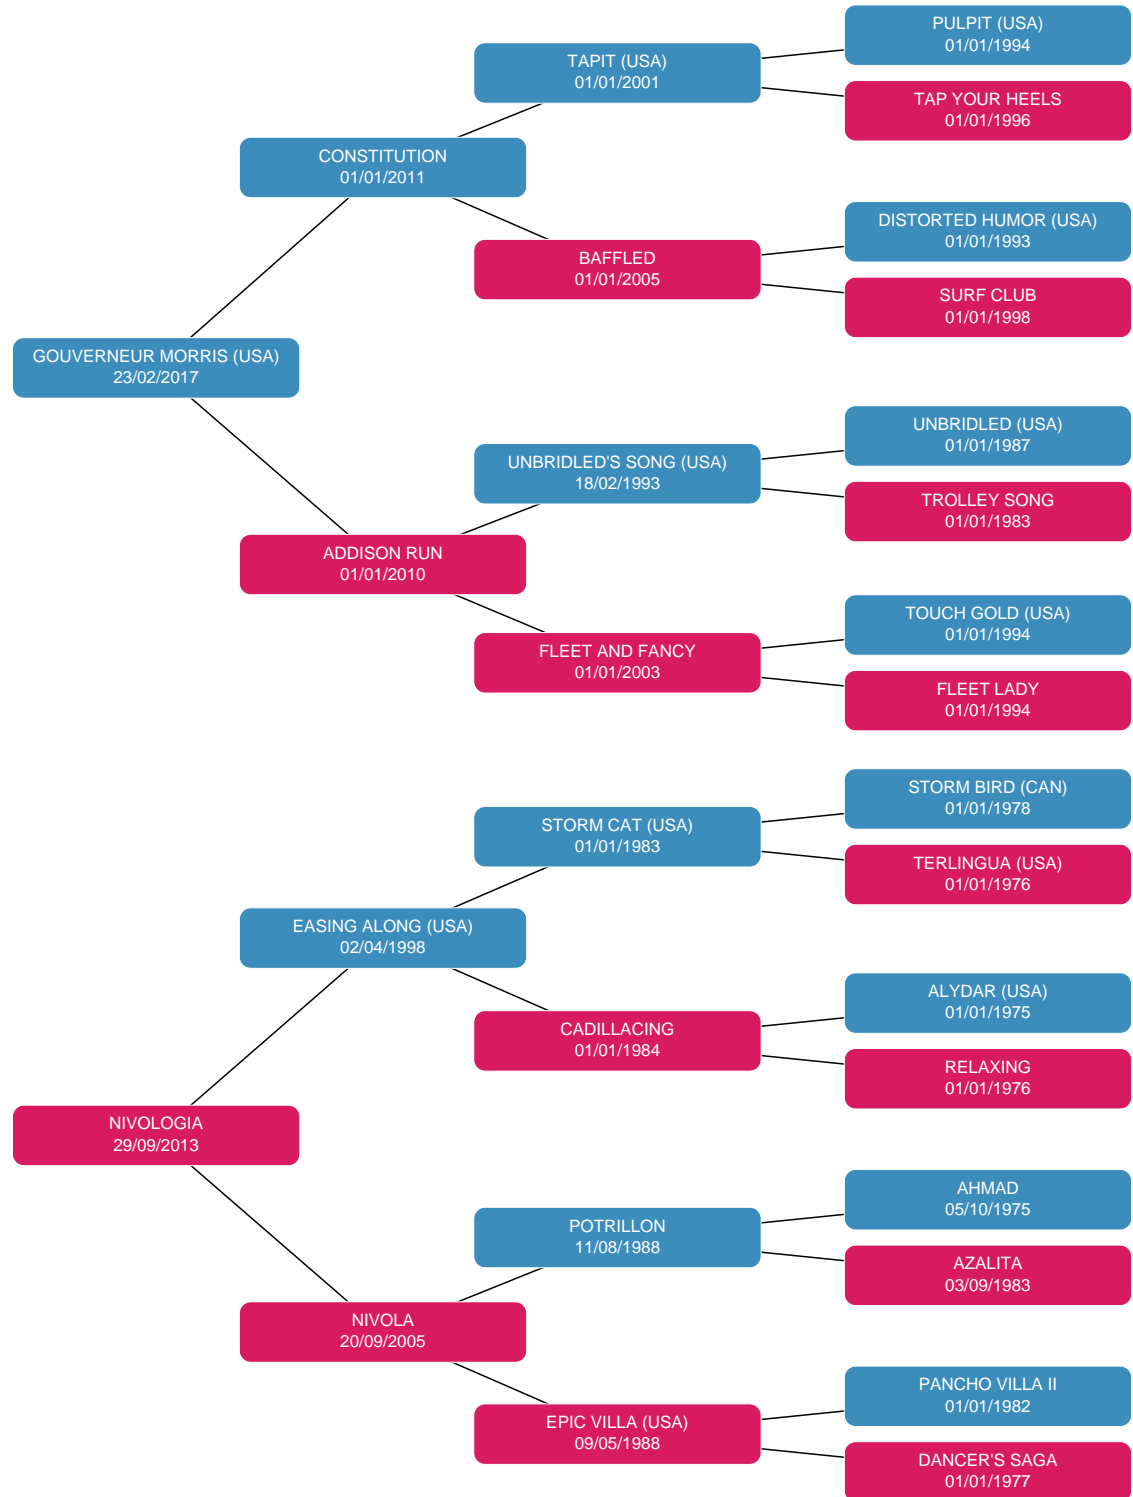 PULPIT (USA)
01/01/1994
TAPIT (USA)
01/01/2001
TAP YOUR HEELS
01/01/1996
CONSTITUTION
01/01/2011
DISTORTED HUMOR (USA)
01/01/1993
BAFFLED
01/01/2005
SURF CLUB
01/01/1998
GOUVERNEUR MORRIS (USA)
23/02/2017
UNBRIDLED (USA)
01/01/1987
UNBRIDLED'S SONG (USA)
18/02/1993
TROLLEY SONG
01/01/1983
ADDISON RUN
01/01/2010
TOUCH GOLD (USA)
01/01/1994
FLEET AND FANCY
01/01/2003
FLEET LADY
01/01/1994
STORM BIRD (CAN)
01/01/1978
STORM CAT (USA)
01/01/1983
TERLINGUA (USA)
01/01/1976
EASING ALONG (USA)
02/04/1998
ALYDAR (USA)
01/01/1975
CADILLACING
01/01/1984
RELAXING
01/01/1976
NIVOLOGIA
29/09/2013
AHMAD
05/10/1975
POTRILLON
11/08/1988
AZALITA
03/09/1983
NIVOLA
20/09/2005
PANCHO VILLA II
01/01/1982
EPIC VILLA (USA)
09/05/1988
DANCER'S SAGA
01/01/1977